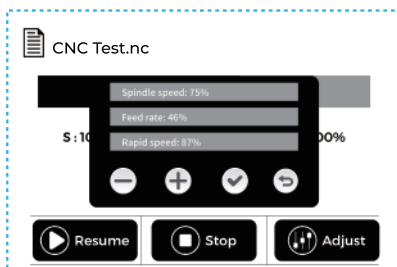 CNC Test.nc
Spindle speed: 75%
Feed rate: 46%
S:10 00%
Rapid speed: 87%
Resume Stop Adjust